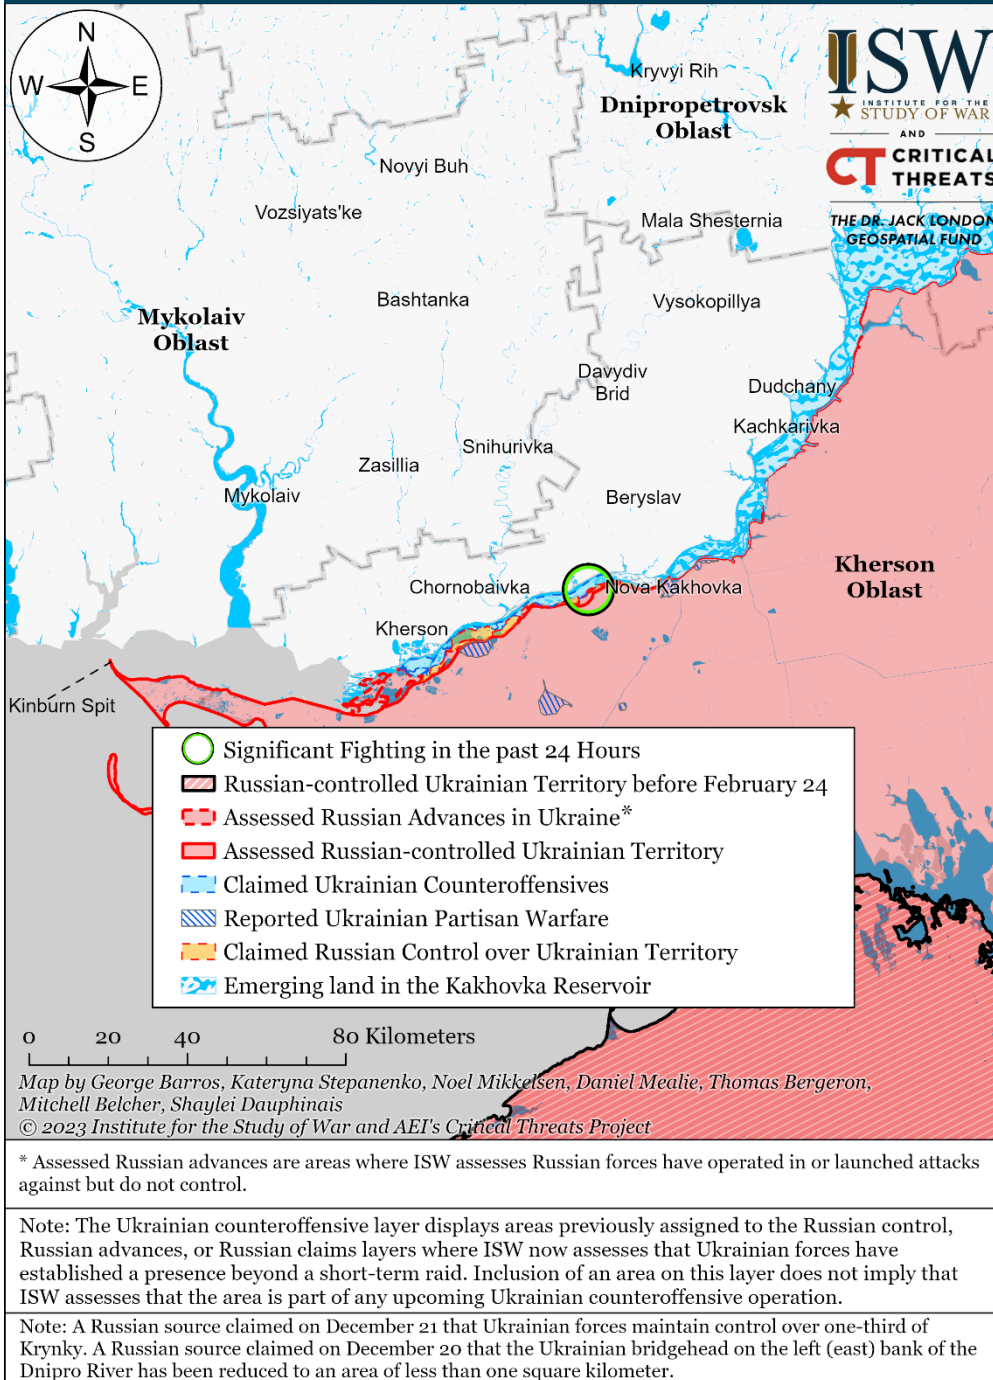 N
W
E
S
ISW
INSTITUTE FOR THE
STUDY OF WAR
AND
CT CRITICAL
THREATS
THE DR. JACK LONDON
GEOSPATIAL FUND
Kryvyi Rih
Dnipropetrovsk
Oblast
Novyi Buh
Vozsiyats'ke
Mala Shesternia
Bashtanka
Vysokopillya
Mykolaiv
Oblast
Davydiv
Brid
Dudchany
Kachkarivka
Snihurivka
Zasillia
Mykolaiv
Beryslav
Kherson
Oblast
Chornobaivka
Nova Kakhovka
Kherson
Kinburn Spit
Significant Fighting in the past 24 Hours
Russian-controlled Ukrainian Territory before February 24
Assessed Russian Advances in Ukraine*
Assessed Russian-controlled Ukrainian Territory
Claimed Ukrainian Counteroffensives
Reported Ukrainian Partisan Warfare
Claimed Russian Control over Ukrainian Territory
Emerging land in the Kakhovka Reservoir
0 20 40 80 Kilometers
Map by George Barros, Kateryna Stepanenko, Noel Mikkelsen, Daniel Mealie, Thomas Bergeron,
Mitchell Belcher, Shaylei Dauphinais
© 2023 Institute for the Study of War and AEI's Critical Threats Project
* Assessed Russian advances are areas where ISW assesses Russian forces have operated in or launched attacks
against but do not control.
Note: The Ukrainian counteroffensive layer displays areas previously assigned to the Russian control,
Russian advances, or Russian claims layers where ISW now assesses that Ukrainian forces have
established a presence beyond a short-term raid. Inclusion of an area on this layer does not imply that
ISW assesses that the area is part of any upcoming Ukrainian counteroffensive operation.
Note: A Russian source claimed on December 21 that Ukrainian forces maintain control over one-third of
Krynky. A Russian source claimed on December 20 that the Ukrainian bridgehead on the left (east) bank of the
Dnipro River has been reduced to an area of less than one square kilometer.